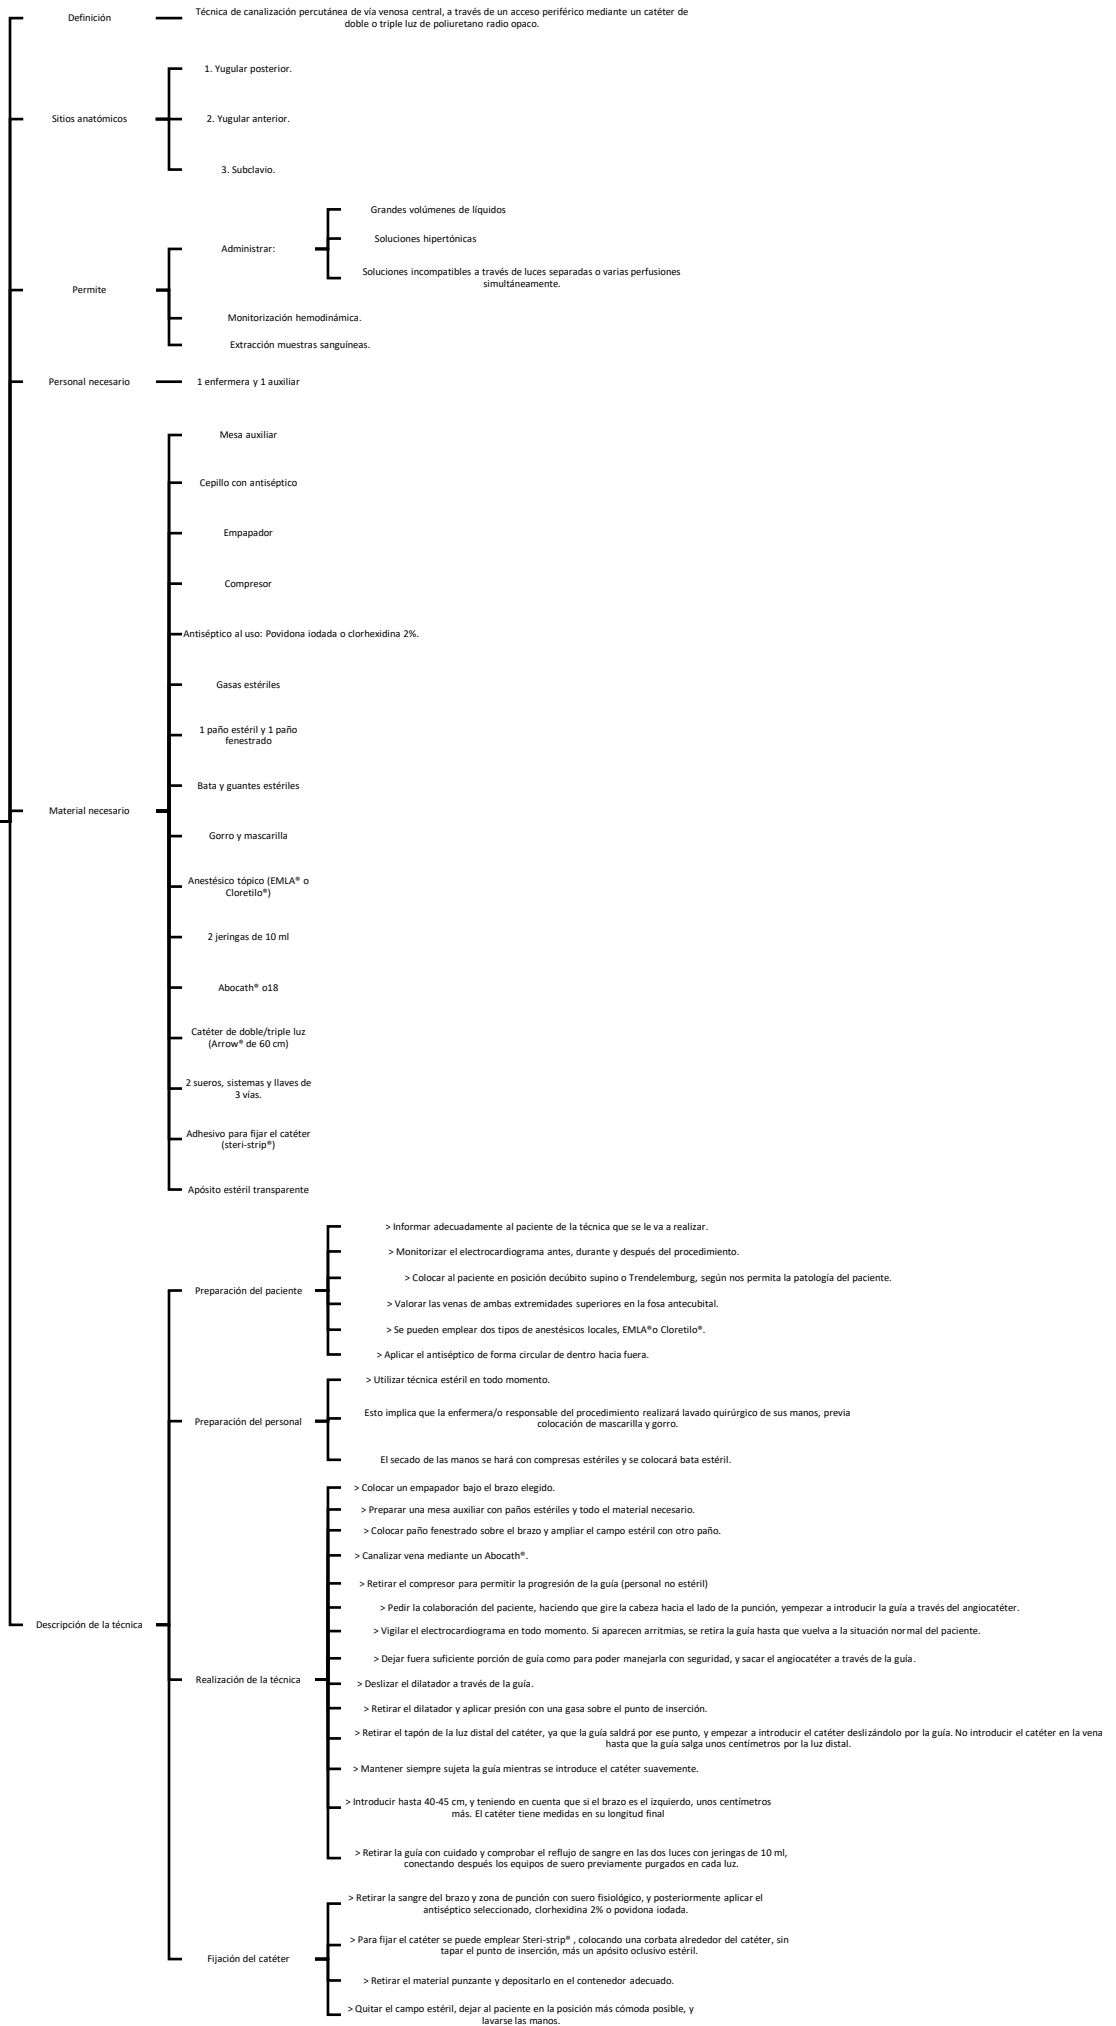 Definición
Técnica de canalización percutánea de vía venosa central, a través de un acceso periférico mediante un catéter de
doble o triple luz de poliuretano radio opaco.
Sitios anatómicos
1. Yugular posterior.
2. Yugular anterior.
3. Subclavio.
Permite
Administrar:
Grandes volúmenes de líquidos
Soluciones hipertónicas
Soluciones incompatibles a través de luces separadas o varias perfusiones
simultáneamente.
Monitorización hemodinámica.
Extracción muestras sanguíneas.
Personal necesario
1 enfermera y 1 auxiliar
Material necesario
Mesa auxiliar
Cepillo con antiséptico
Empapador
Compresor
Antiséptico al uso: Povidona iodada o clorhexidina 2%.
Gasas estériles
1 paño estéril y 1 paño
fenestrado
Bata y guantes estériles
Gorro y mascarilla
Anestésico tópico (EMLA® o
Cloretilo®)
2 jeringas de 10 ml
Abocath® o18
Catéter de doble/triple luz
(Arrow® de 60 cm)
2 sueros, sistemas y llaves de
3 vías.
Adhesivo para fijar el catéter
(steri-strip®)
Apósito estéril transparente
Descripción de la técnica
Preparación del paciente
> Informar adecuadamente al paciente de la técnica que se le va a realizar.
> Monitorizar el electrocardiograma antes, durante y después del procedimiento.
> Colocar al paciente en posición decúbito supino o Trendelemburg, según nos permita la patología del paciente.
> Valorar las venas de ambas extremidades superiores en la fosa antecubital.
> Se pueden emplear dos tipos de anestésicos locales, EMLA®o Cloretilo®.
> Aplicar el antiséptico de forma circular de dentro hacia fuera.
Preparación del personal
> Utilizar técnica estéril en todo momento.
Esto implica que la enfermera/o responsable del procedimiento realizará lavado quirúrgico de sus manos, previa
colocación de mascarilla y gorro.
El secado de las manos se hará con compresas estériles y se colocará bata estéril.
Realización de la técnica
> Colocar un empapador bajo el brazo elegido.
> Preparar una mesa auxiliar con paños estériles y todo el material necesario.
> Colocar paño fenestrado sobre el brazo y ampliar el campo estéril con otro paño.
> Canalizar vena mediante un Abocath®.
> Retirar el compresor para permitir la progresión de la guía (personal no estéril)
> Pedir la colaboración del paciente, haciendo que gire la cabeza hacia el lado de la punción, yempezar a introducir la guía a través del angiocatéter.
> Vigilar el electrocardiograma en todo momento. Si aparecen arritmias, se retira la guía hasta que vuelva a la situación normal del paciente.
> Dejar fuera suficiente porción de guía como para poder manejarla con seguridad, y sacar el angiocatéter a través de la guía.
> Deslizar el dilatador a través de la guía.
> Retirar el dilatador y aplicar presión con una gasa sobre el punto de inserción.
> Retirar el tapón de la luz distal del catéter, ya que la guía saldrá por ese punto, y empezar a introducir el catéter deslizándolo por la guía. No introducir el catéter en la vena
hasta que la guía salga unos centímetros por la luz distal.
> Mantener siempre sujeta la guía mientras se introduce el catéter suavemente.
> Introducir hasta 40-45 cm, y teniendo en cuenta que si el brazo es el izquierdo, unos centímetros
más. El catéter tiene medidas en su longitud final
> Retirar la guía con cuidado y comprobar el reflujo de sangre en las dos luces con jeringas de 10 ml,
conectando después los equipos de suero previamente purgados en cada luz.
Fijación del catéter
> Retirar la sangre del brazo y zona de punción con suero fisiológico, y posteriormente aplicar el
antiséptico seleccionado, clorhexidina 2% o povidona iodada.
> Para fijar el catéter se puede emplear Steri-strip® , colocando una corbata alrededor del catéter, sin
tapar el punto de inserción, más un apósito oclusivo estéril.
> Retirar el material punzante y depositarlo en el contenedor adecuado.
> Quitar el campo estéril, dejar al paciente en la posición más cómoda posible, y
lavarse las manos.